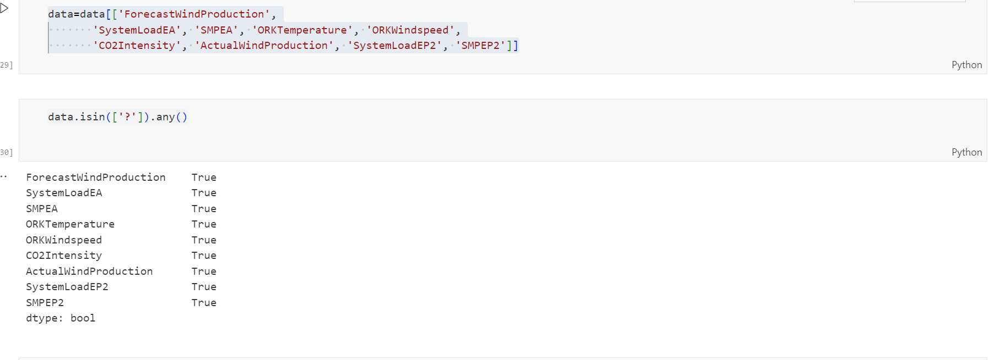 data=data[['ForecastWindProduction',
'SystemLoadEA', 'SMPEA', 'ORKTemperature', 'ORKWindspeed',
'CO2Intensity', 'ActualWindProduction', 'SystemLoadEP2', 'SMPEP2']]
29]
Python
data.isin(['?']).any()
30]
Python
ForecastWindProduction True
SystemLoadEA True
SMPEA True
ORKTemperature True
ORKWindspeed True
CO2Intensity True
ActualWindProduction True
SystemLoadEP2 True
SMPEP2 True
dtype: bool